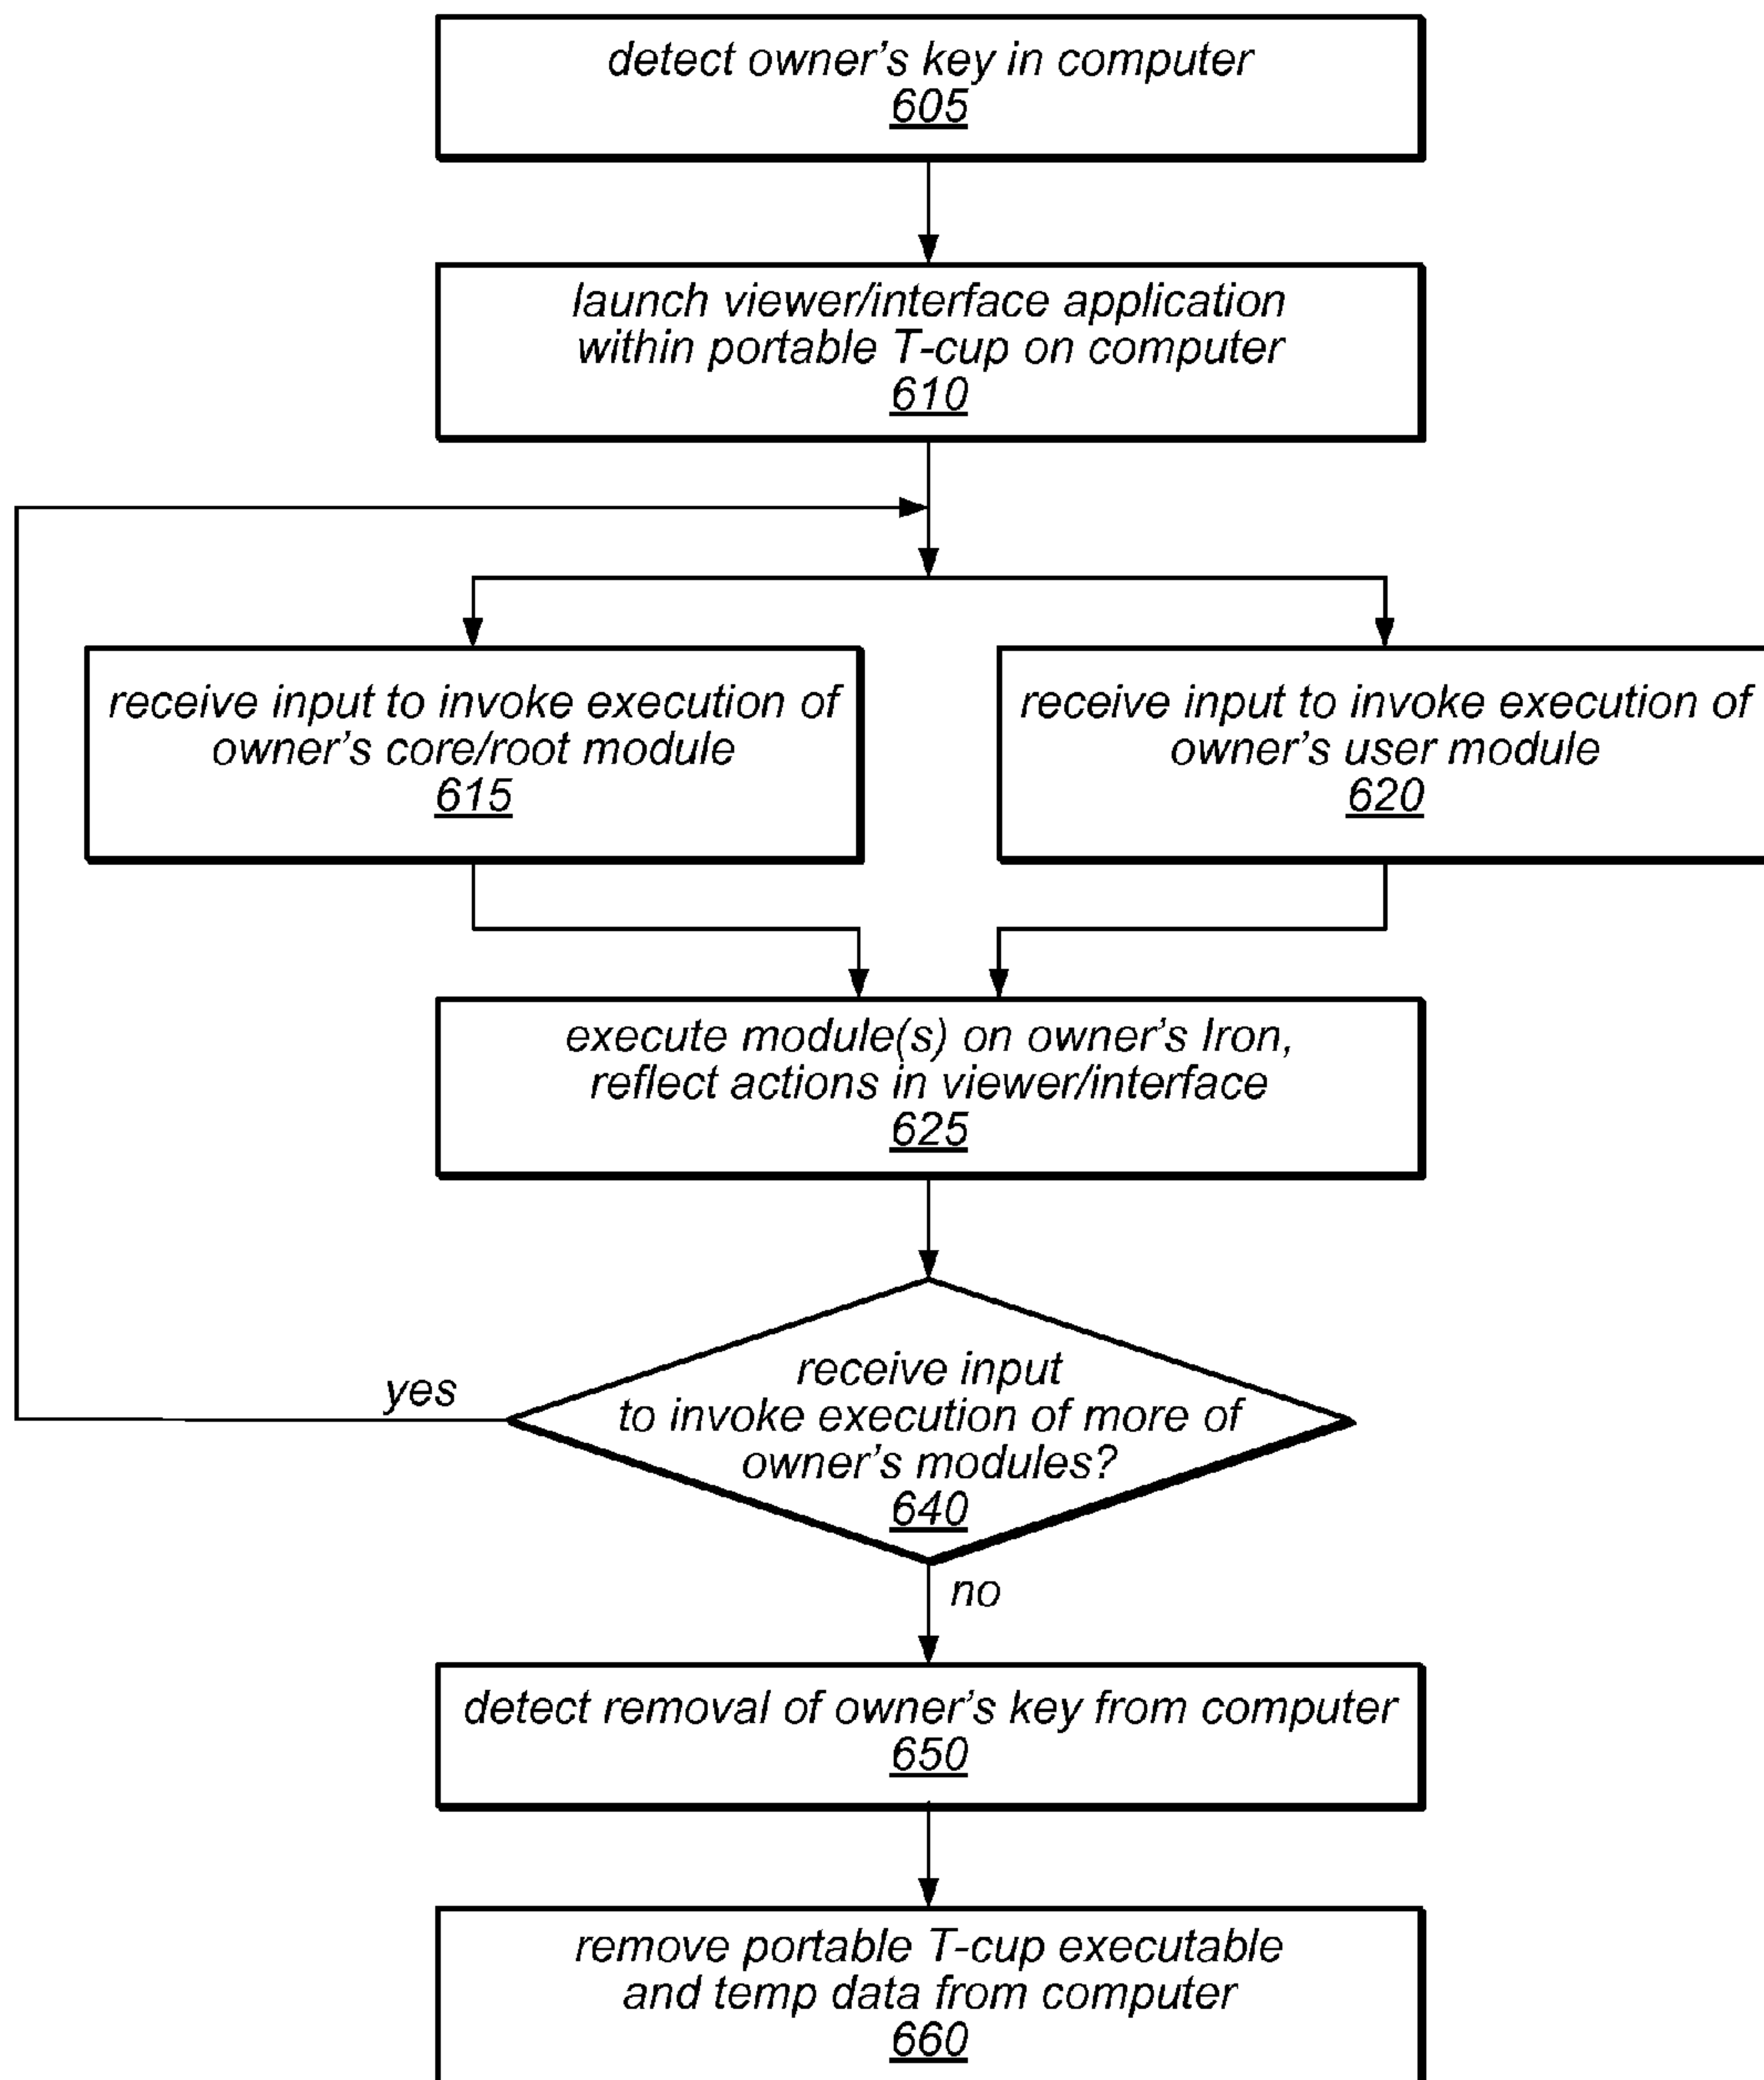 detect owner's key in computer
605
launch viewer/interface application
within portable T-cup on computer
610
receive input to invoke execution of
owner's core/root module
615
receive input to invoke execution of
owner's user module
620
execute module(s) on owner's Iron,
reflect actions in viewer/interface
625
receive input
to invoke execution of more of
owner's modules?
640
yes
no
detect removal of owner's key from computer
650
remove portable T-cup executable
and temp data from computer
660